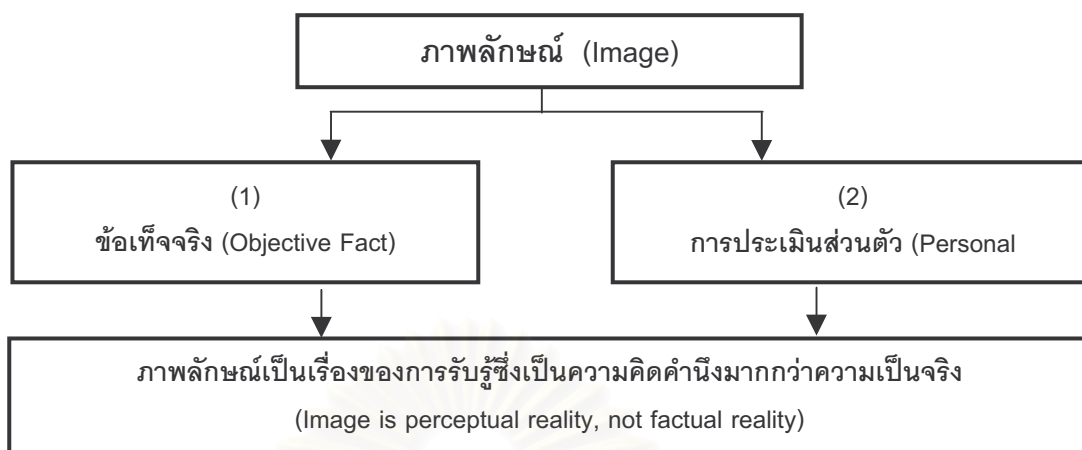 ภาพลักษณ์ (Image)
(1)
ข้อเท็จจริง (Objective Fact)
(2)
การประเมินส่วนตัว (Personal
ภาพลักษณ์เป็นเรื่องของการรับรู้ซึ่งเป็นความคิดคำนึงมากกว่าความเป็นจริง
(Image is perceptual reality, not factual reality)